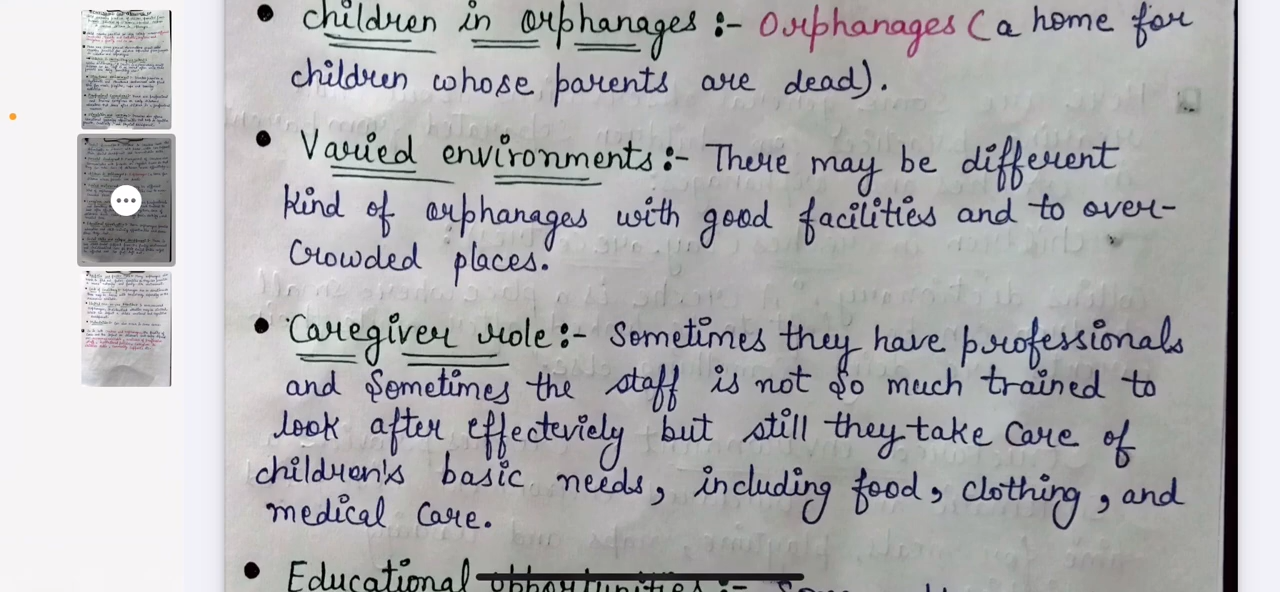 • Children in orphanages :- Orphanages (a home for
children whose parents are dead).
• Varied environments :- There may be different
kind of orphanages with good facilities and to over-
crowded places.
• Caregiver role :- Sometimes they have professionals
and Sometimes the staff is not so much trained to
look after effecteviely but still they take care of
children's basic needs, including food, clothing, and
medical care.
• Educational opportunities :-